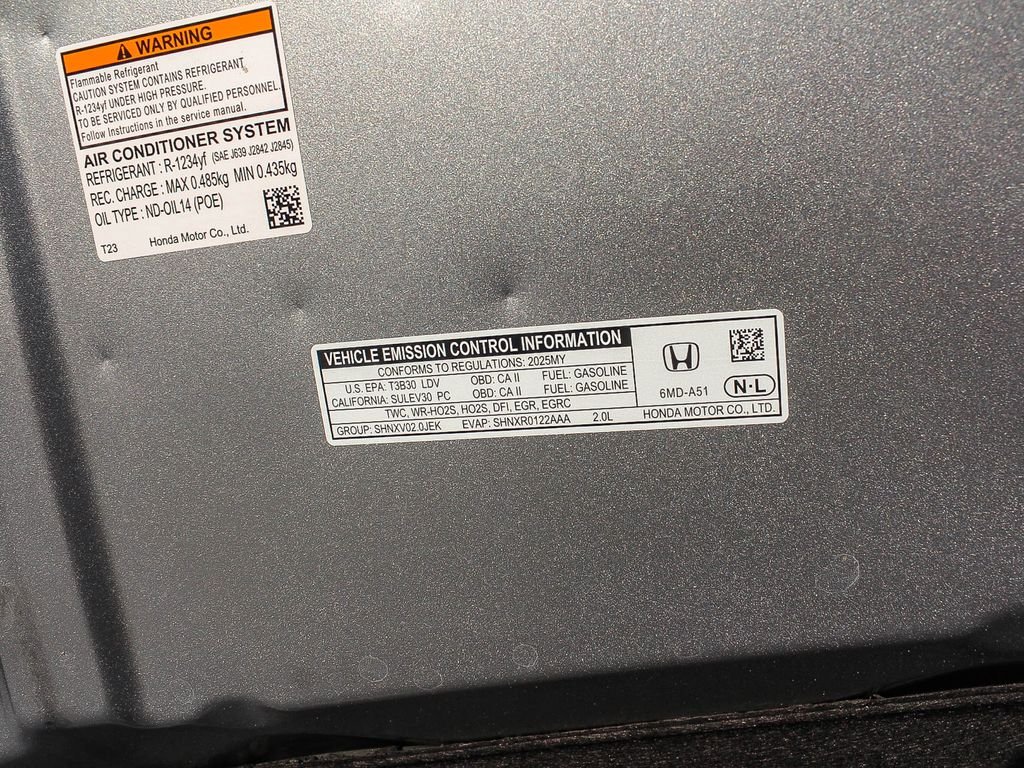 WARNING
Flammable Refrigerant
CAUTION SYSTEM CONTAINS REFRIGERANT
R-1234yf UNDER HIGH PRESSURE.
TO BE SERVICED ONLY BY QUALIFIED PERSONNEL.
Follow Instructions in the service manual.
AIR CONDITIONER SYSTEM
REFRIGERANT : R-1234yf (SAE J639 J2842 J2845)
REC. CHARGE : MAX 0.485kg MIN 0.435kg
OIL TYPE : ND-OIL14 (POE)
T23 Honda Motor Co., Ltd.
VEHICLE EMISSION CONTROL INFORMATION
CONFORMS TO REGULATIONS: 2025MY
U.S. EPA: T3B30 LDV OBD: CA II FUEL: GASOLINE
CALIFORNIA: SULEV30 PC OBD: CA II FUEL: GASOLINE
TWC, WR-HO2S, HO2S, DFI, EGR, EGRC
GROUP: SHNXV02.0JEK EVAP: SHNXR0122AAA 2.0L
6MD-A51 N·L
HONDA MOTOR CO., LTD.